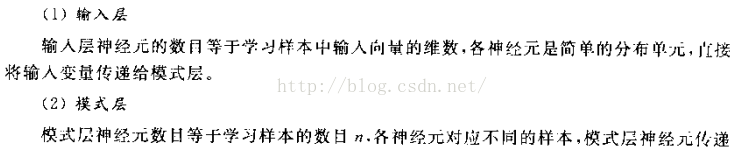 (1) 输入层
输入层神经元的数目等于学习样本中输入向量的维数,各神经元是简单的分布单元,直接
将输入变量传递给模式层。
http://blog.csdn.net/
(2) 模式层
模式层神经元数目等于学习样本的数目 n,各神经元对应不同的样本,模式层神经元传递